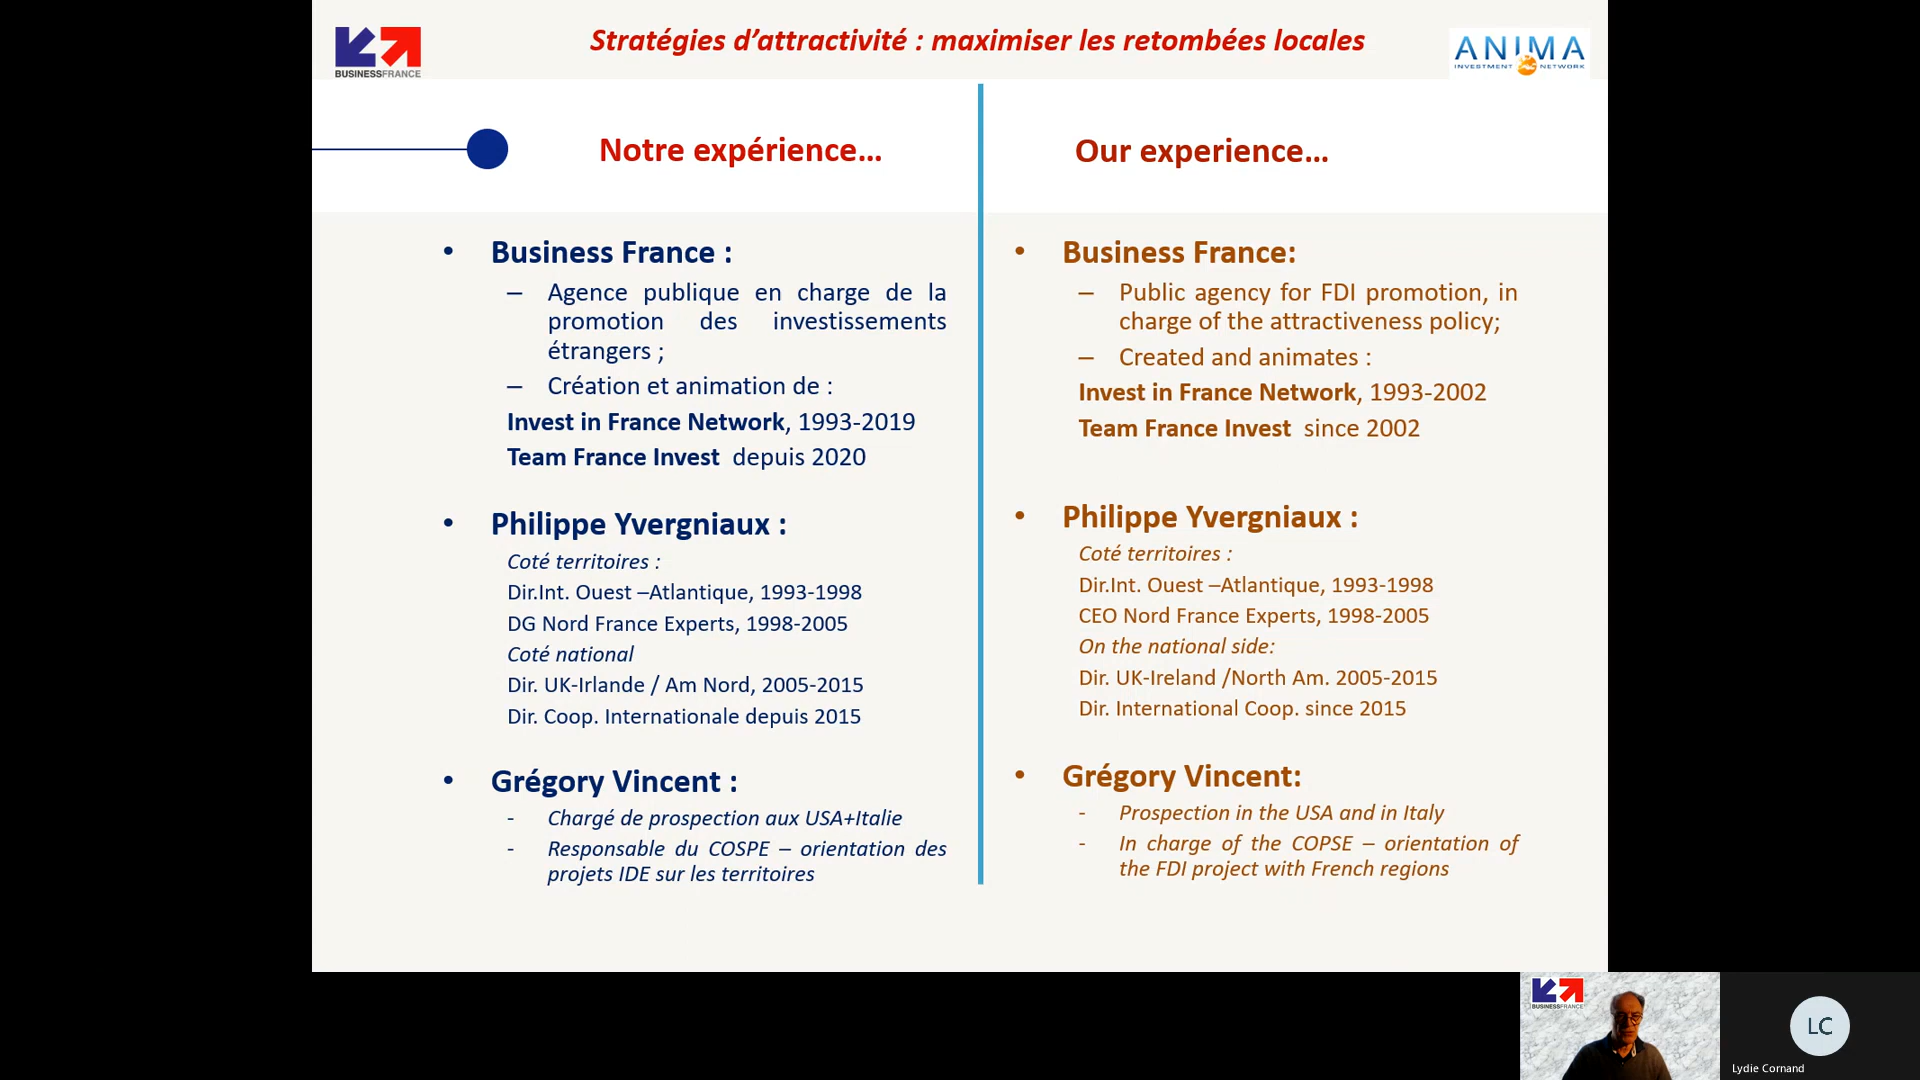 BUSINESSFRANCE
Stratégies d’attractivité : maximiser les retombées locales
ANIMA
INVESTMENT NETWORK
Notre expérience…
• Business France :
– Agence publique en charge de la
promotion des investissements
étrangers ;
– Création et animation de :
Invest in France Network, 1993-2019
Team France Invest depuis 2020
• Philippe Yvergniaux :
Coté territoires :
Dir.Int. Ouest –Atlantique, 1993-1998
DG Nord France Experts, 1998-2005
Coté national
Dir. UK-Irlande / Am Nord, 2005-2015
Dir. Coop. Internationale depuis 2015
• Grégory Vincent :
- Chargé de prospection aux USA+Italie
- Responsable du COSPE – orientation des
projets IDE sur les territoires
Our experience…
• Business France:
– Public agency for FDI promotion, in
charge of the attractiveness policy;
– Created and animates :
Invest in France Network, 1993-2002
Team France Invest since 2002
• Philippe Yvergniaux :
Coté territoires :
Dir.Int. Ouest –Atlantique, 1993-1998
CEO Nord France Experts, 1998-2005
On the national side:
Dir. UK-Ireland /North Am. 2005-2015
Dir. International Coop. since 2015
• Grégory Vincent:
- Prospection in the USA and in Italy
- In charge of the COPSE – orientation of
the FDI project with French regions
BUSINESSFRANCE
LC
Lydie Cornand